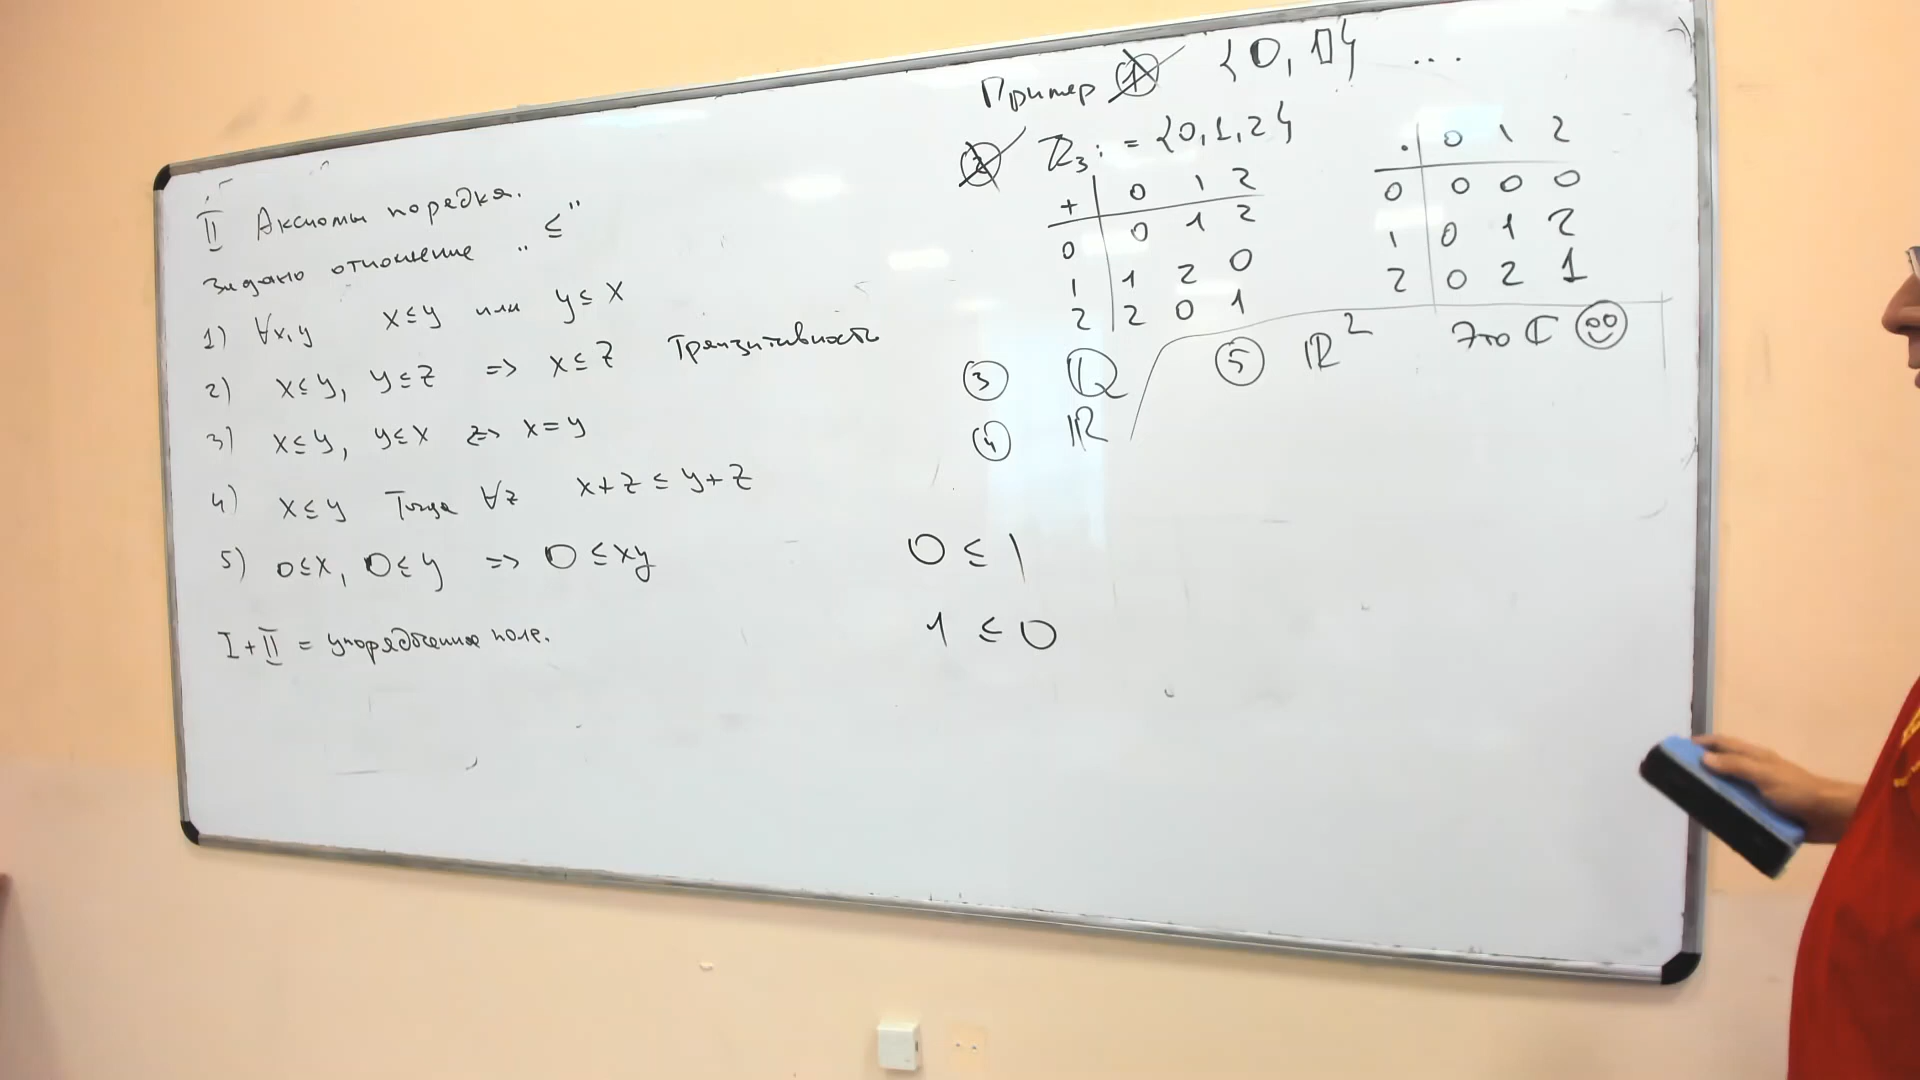 II Аксиомы порядка.
Задано отношение „≤"
1) ∀x,y x≤y или y≤x
2) x≤y, y≤z => x≤z Транзитивность
3) x≤y, y≤x => x=y
4) x≤y Тогда ∀z x+z≤y+z
5) 0≤x, 0≤y => 0≤xy
I+II = упорядоченное поле.
Пример 1 {0,1} ...
2 ℤ₃:={0,1,2}
+ | 0 1 2
0 | 0 1 2
1 | 1 2 0
2 | 2 0 1
· | 0 1 2
0 | 0 0 0
1 | 0 1 2
2 | 0 2 1
③ ℚ
④ ℝ
⑤ ℝ² Это ℂ
0 ≤ 1
1 ≤ 0